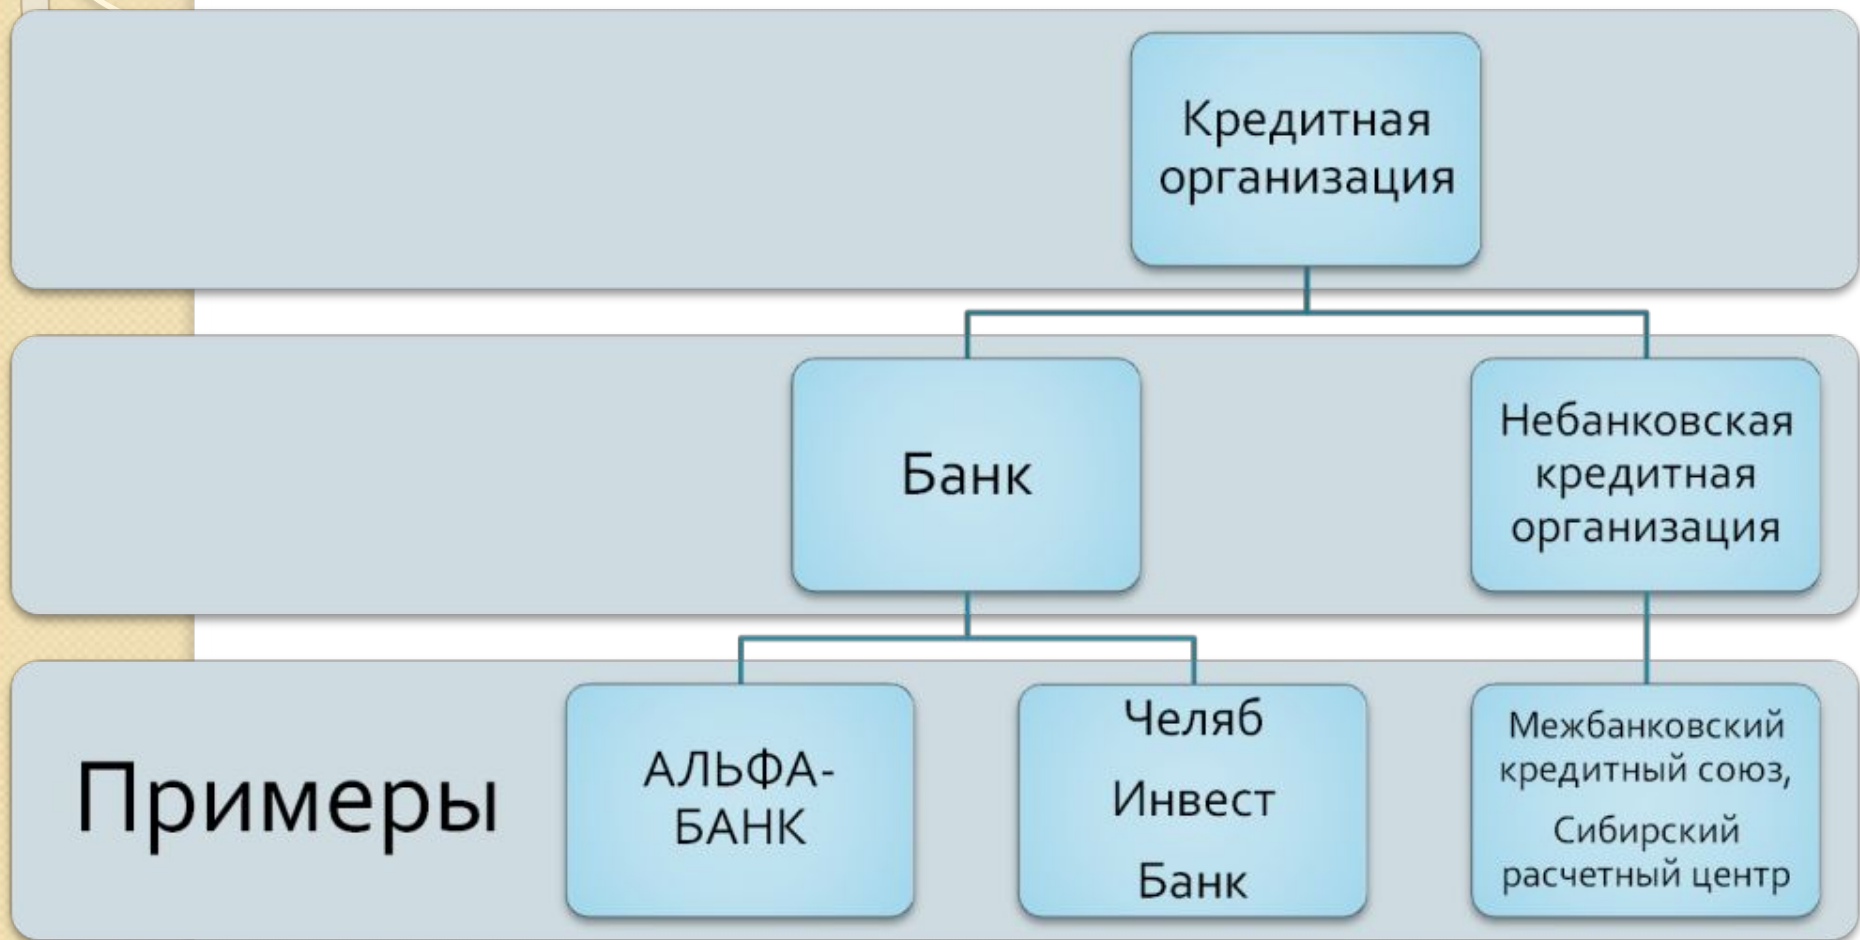 Кредитная
организация
Банк
Небанковская
кредитная
организация
Примеры
АЛЬФА-
БАНК
Челяб
Инвест
Банк
Межбанковский
кредитный союз,
Сибирский
расчетный центр